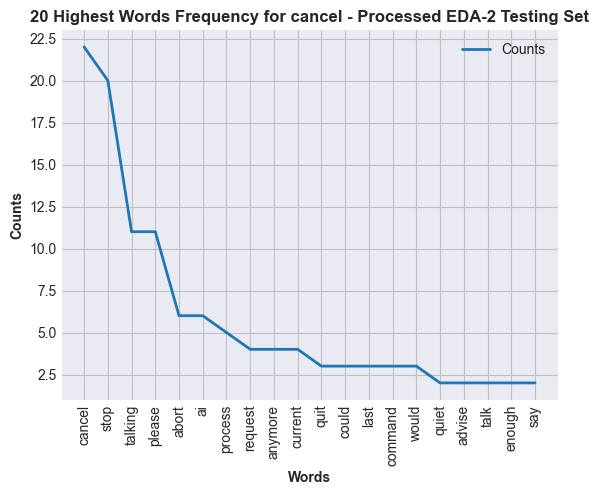 20 Highest Words Frequency for cancel - Processed EDA-2 Testing Set
Counts
22.5
20.0
17.5
15.0
12.5
10.0
7.5
5.0
2.5
Counts
cancel
stop
talking
please
abort
ai
process
request
anymore
current
quit
could
last
command
would
quiet
advise
talk
enough
say
Words